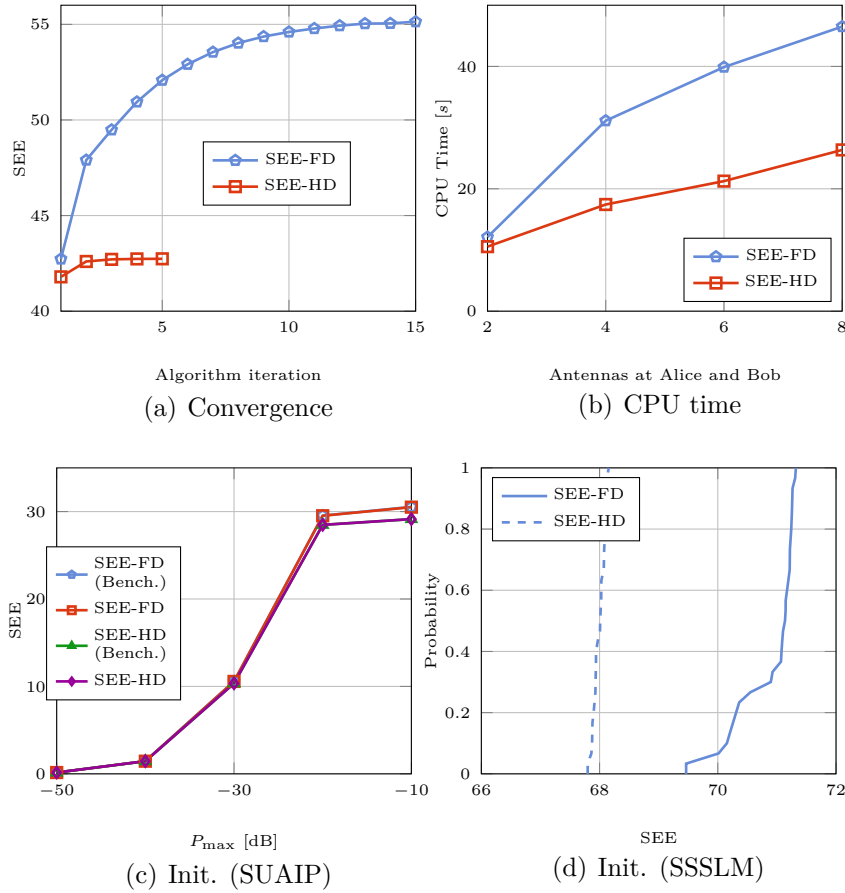 55
50
45
40
SEE
SEE-FD
SEE-HD
5
10
15
Algorithm iteration
(a) Convergence
40
20
0
CPU Time [s]
SEE-FD
SEE-HD
2
4
6
8
Antennas at Alice and Bob
(b) CPU time
30
20
10
0
SEE
SEE-FD
(Bench.)
SEE-FD
SEE-HD
(Bench.)
SEE-HD
−50
−30
−10
Pmax [dB]
(c) Init. (SUAIP)
1
0.8
0.6
0.4
0.2
0
Probability
SEE-FD
SEE-HD
66
68
70
72
SEE
(d) Init. (SSSLM)